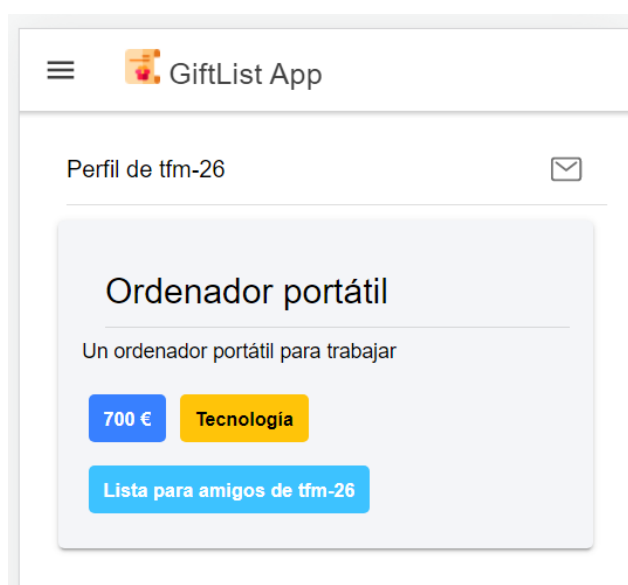 GiftList App
Perfil de tfm-26
Ordenador portátil
Un ordenador portátil para trabajar
700 € Tecnología
Lista para amigos de tfm-26